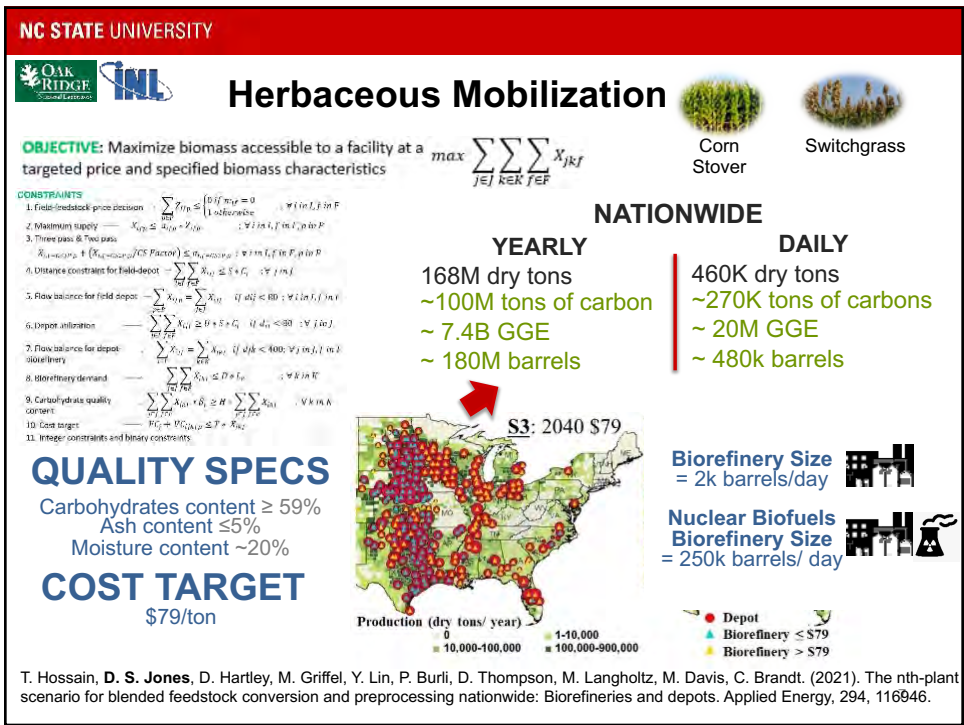 NC STATE UNIVERSITY
OAK
RIDGE
National Laboratory
INL
Herbaceous Mobilization
Corn
Stover
Switchgrass
OBJECTIVE: Maximize biomass accessible to a facility at a
targeted price and specified biomass characteristics
max ∑ j∈J ∑ k∈K ∑ f∈F X_jkf
CONSTRAINTS
1. Field-feedstock-price decision
2. Maximum supply
3. Three pass & Two pass
4. Distance constraint for field-depot
5. Flow balance for field depot
6. Depot utilization
7. Flow balance for depot-
biorefinery
8. Biorefinery demand
9. Carbohydrate quality
content
10. Cost target
11. Integer constraints and binary constraints
NATIONWIDE
YEARLY
168M dry tons
~100M tons of carbon
~ 7.4B GGE
~ 180M barrels
DAILY
460K dry tons
~270K tons of carbons
~ 20M GGE
~ 480k barrels
QUALITY SPECS
Carbohydrates content ≥ 59%
Ash content ≤5%
Moisture content ~20%
COST TARGET
$79/ton
S3: 2040 $79
Production (dry tons/ year)
0
1-10,000
10,000-100,000
100,000-900,000
Biorefinery Size
= 2k barrels/day
Nuclear Biofuels
Biorefinery Size
= 250k barrels/ day
Depot
Biorefinery ≤ $79
Biorefinery > $79
T. Hossain, D. S. Jones, D. Hartley, M. Griffel, Y. Lin, P. Burli, D. Thompson, M. Langholtz, M. Davis, C. Brandt. (2021). The nth-plant
scenario for blended feedstock conversion and preprocessing nationwide: Biorefineries and depots. Applied Energy, 294, 116946.